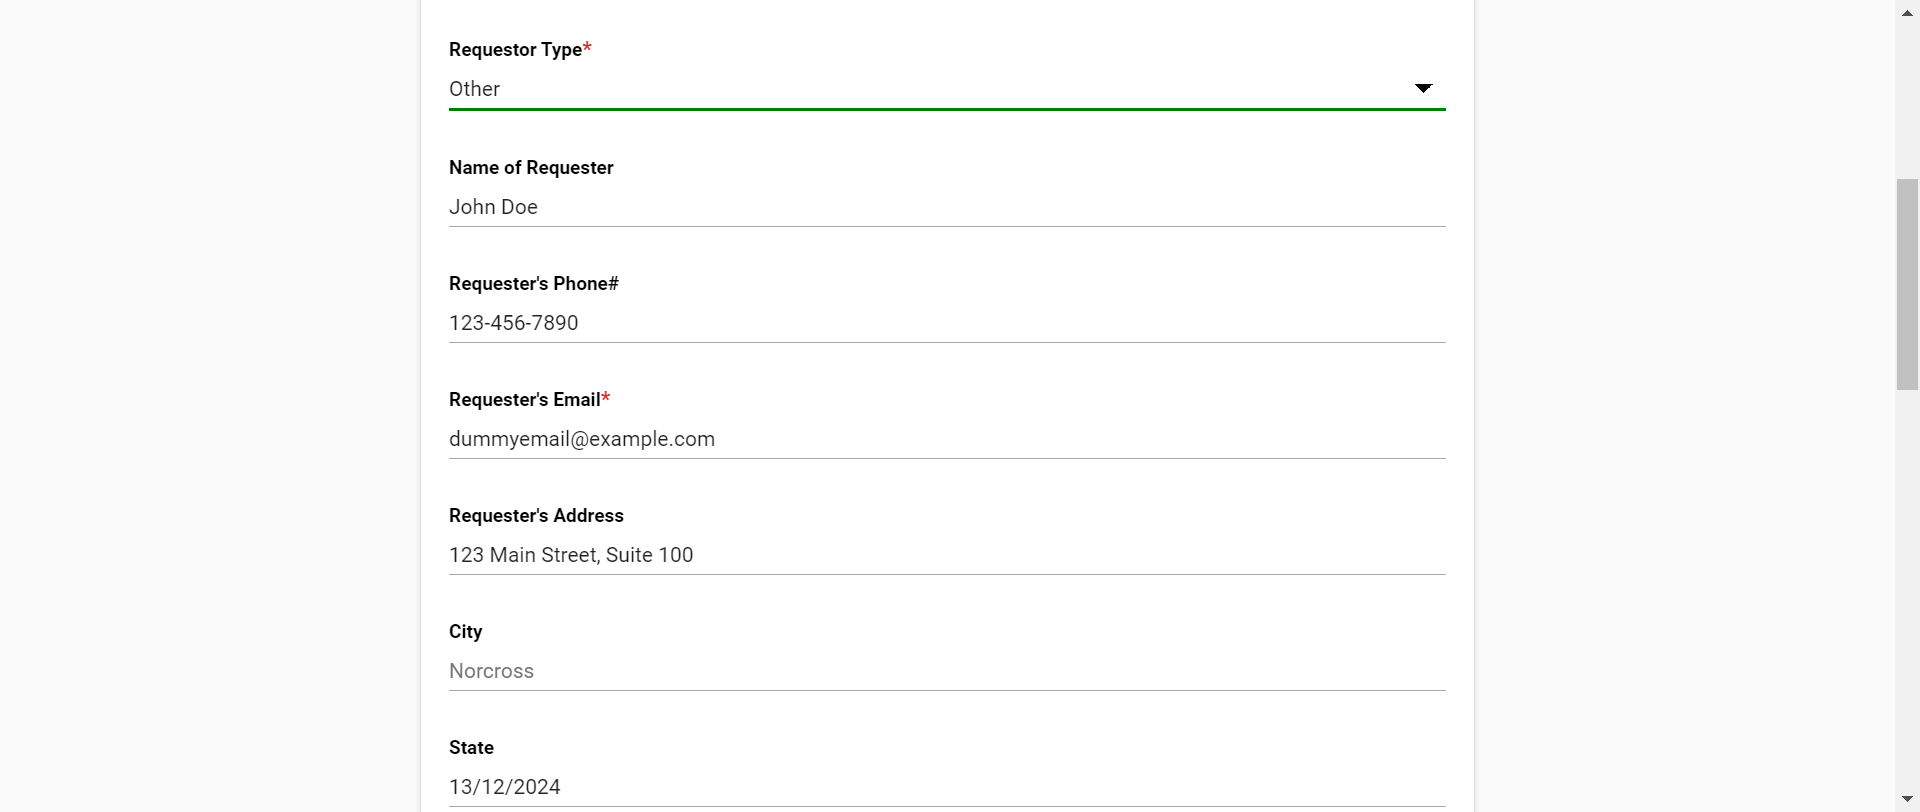 Requestor Type*
Other
Name of Requester
John Doe
Requester's Phone#
123-456-7890
Requester's Email*
dummyemail@example.com
Requester's Address
123 Main Street, Suite 100
City
Norcross
State
13/12/2024